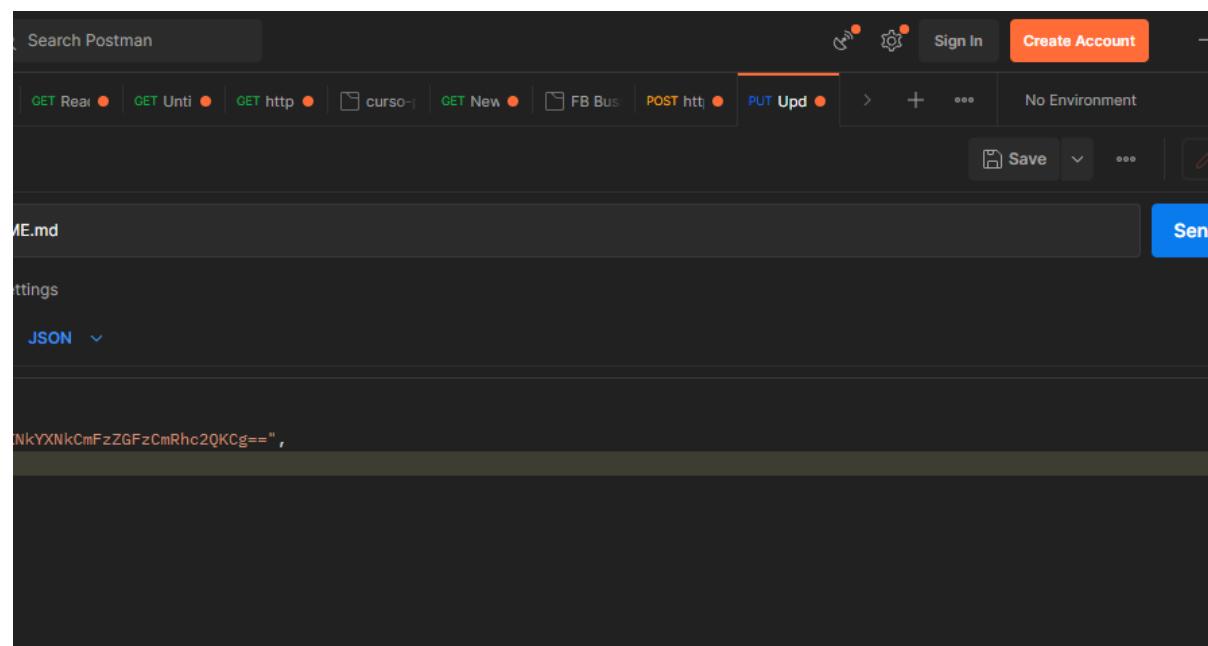 Search Postman Sign In Create Account
GET Rea GET Unti GET http curso-p GET New FB Bus POST htt PUT Upd + No Environment
Save
ME.md Sen
ttings
JSON
NkYXNkCmFzZGFzCmRhc2QKCg==",